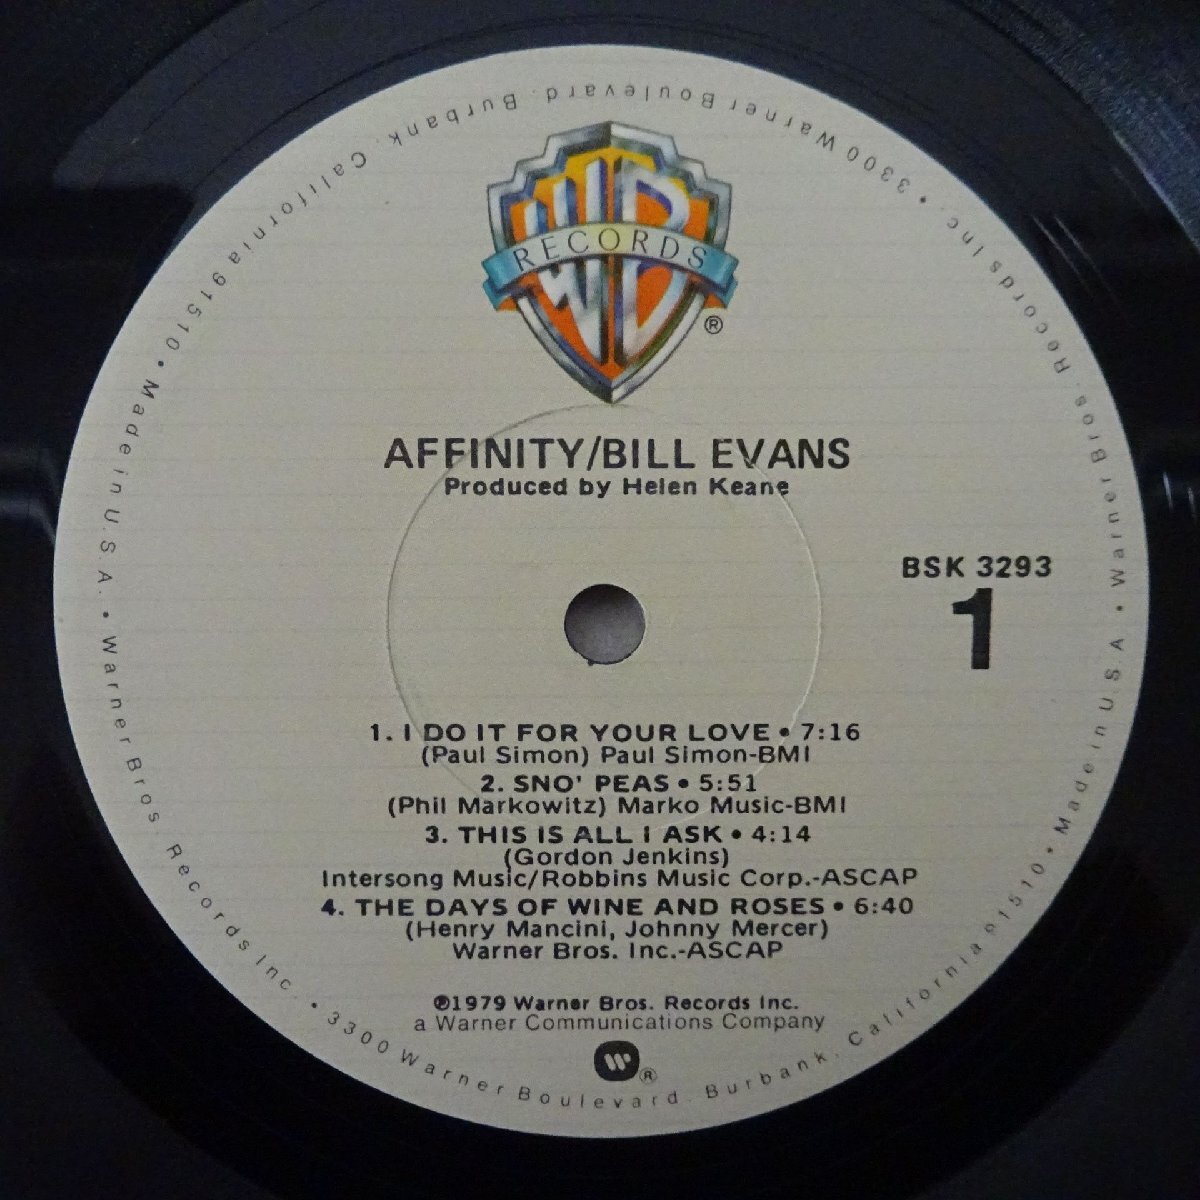 WB
RECORDS
®
AFFINITY/BILL EVANS
Produced by Helen Keane
BSK 3293
1
1. I DO IT FOR YOUR LOVE • 7:16
(Paul Simon) Paul Simon-BMI
2. SNO' PEAS • 5:51
(Phil Markowitz) Marko Music-BMI
3. THIS IS ALL I ASK • 4:14
(Gordon Jenkins)
Intersong Music/Robbins Music Corp.-ASCAP
4. THE DAYS OF WINE AND ROSES • 6:40
(Henry Mancini, Johnny Mercer)
Warner Bros. Inc.-ASCAP
℗1979 Warner Bros. Records Inc.
a Warner Communications Company
W ®
Warner Bros. Records Inc. • 3300 Warner Boulevard. Burbank. California 91510 • Made in U.S.A. • Warner Bros. Records Inc. • 3300 Warner Boulevard. Burbank. California 91510 • Made in U.S.A •